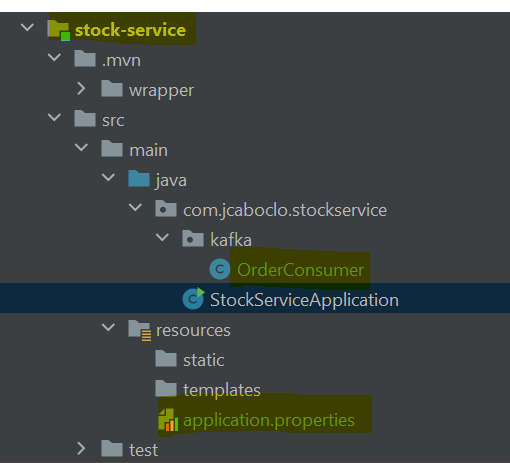 stock-service
.mvn
wrapper
src
main
java
com.jcaboclo.stockservice
kafka
C OrderConsumer
C StockServiceApplication
resources
static
templates
application.properties
test